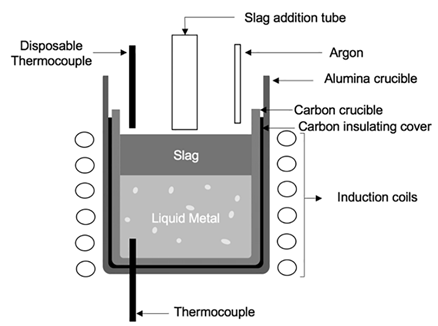 Slag addition tube
Disposable
Thermocouple
Argon
Alumina crucible
Carbon crucible
Carbon insulating cover
Slag
Induction coils
Liquid Metal
Thermocouple